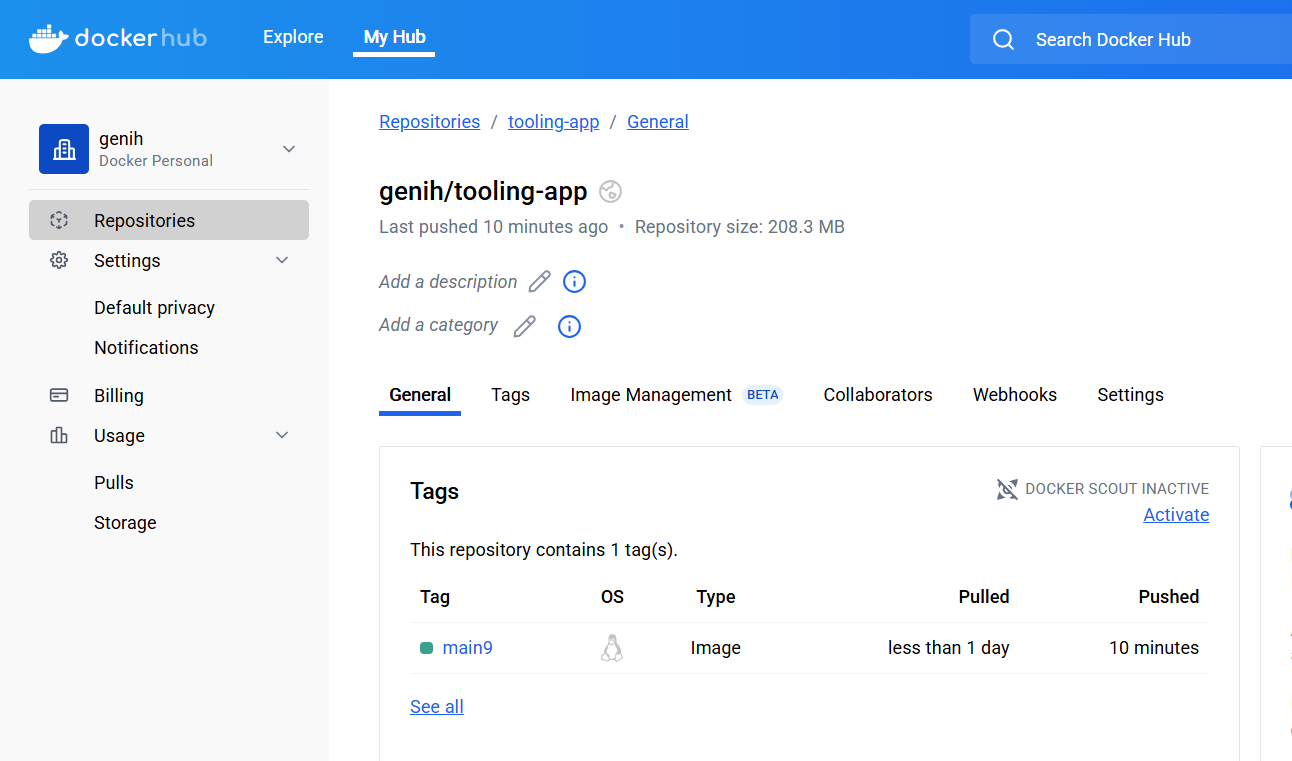 dockerhub
Explore
My Hub
Search Docker Hub
genih
Docker Personal
Repositories
Settings
Default privacy
Notifications
Billing
Usage
Pulls
Storage
Repositories / tooling-app / General
genih/tooling-app
Last pushed 10 minutes ago • Repository size: 208.3 MB
Add a description
Add a category
General Tags Image Management BETA Collaborators Webhooks Settings
Tags
DOCKER SCOUT INACTIVE
Activate
This repository contains 1 tag(s).
Tag OS Type Pulled Pushed
main9 Image less than 1 day 10 minutes
See all